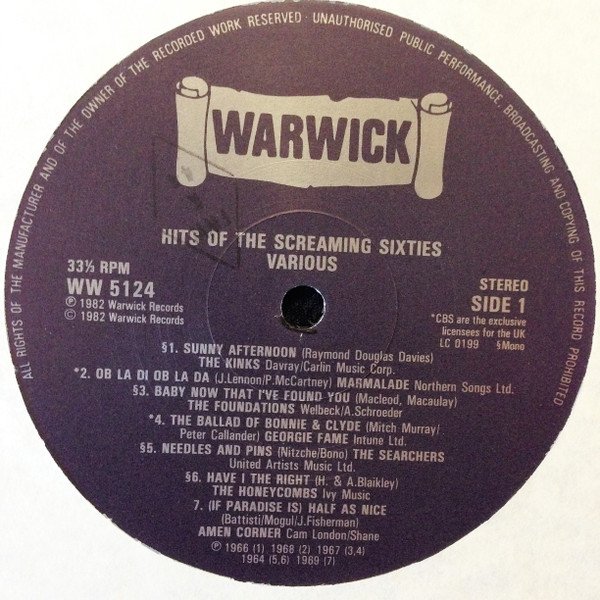 ALL RIGHTS OF THE MANUFACTURER AND OF THE OWNER OF THE RECORDED WORK RESERVED · UNAUTHORISED PUBLIC PERFORMANCE, BROADCASTING AND COPYING OF THIS RECORD PROHIBITED
WARWICK
HITS OF THE SCREAMING SIXTIES
VARIOUS
33⅓ RPM
WW 5124
℗ 1982 Warwick Records
© 1982 Warwick Records
STEREO
SIDE 1
*CBS are the exclusive
licensees for the UK
LC 0199 §Mono
§1. SUNNY AFTERNOON (Raymond Douglas Davies)
THE KINKS Davray/Carlin Music Corp.
*2. OB LA DI OB LA DA (J.Lennon/P.McCartney) MARMALADE Northern Songs Ltd.
§3. BABY NOW THAT I'VE FOUND YOU (Macleod, Macaulay)
THE FOUNDATIONS Welbeck/A.Schroeder
*4. THE BALLAD OF BONNIE & CLYDE (Mitch Murray/
Peter Callander) GEORGIE FAME Intune Ltd.
§5. NEEDLES AND PINS (Nitzche/Bono) THE SEARCHERS
United Artists Music Ltd.
§6. HAVE I THE RIGHT (H. & A.Blaikley)
THE HONEYCOMBS Ivy Music
7. (IF PARADISE IS) HALF AS NICE
(Battisti/Mogul/J.Fisherman)
AMEN CORNER Cam London/Shane
℗ 1966 (1) 1968 (2) 1967 (3,4)
1964 (5,6) 1969 (7)